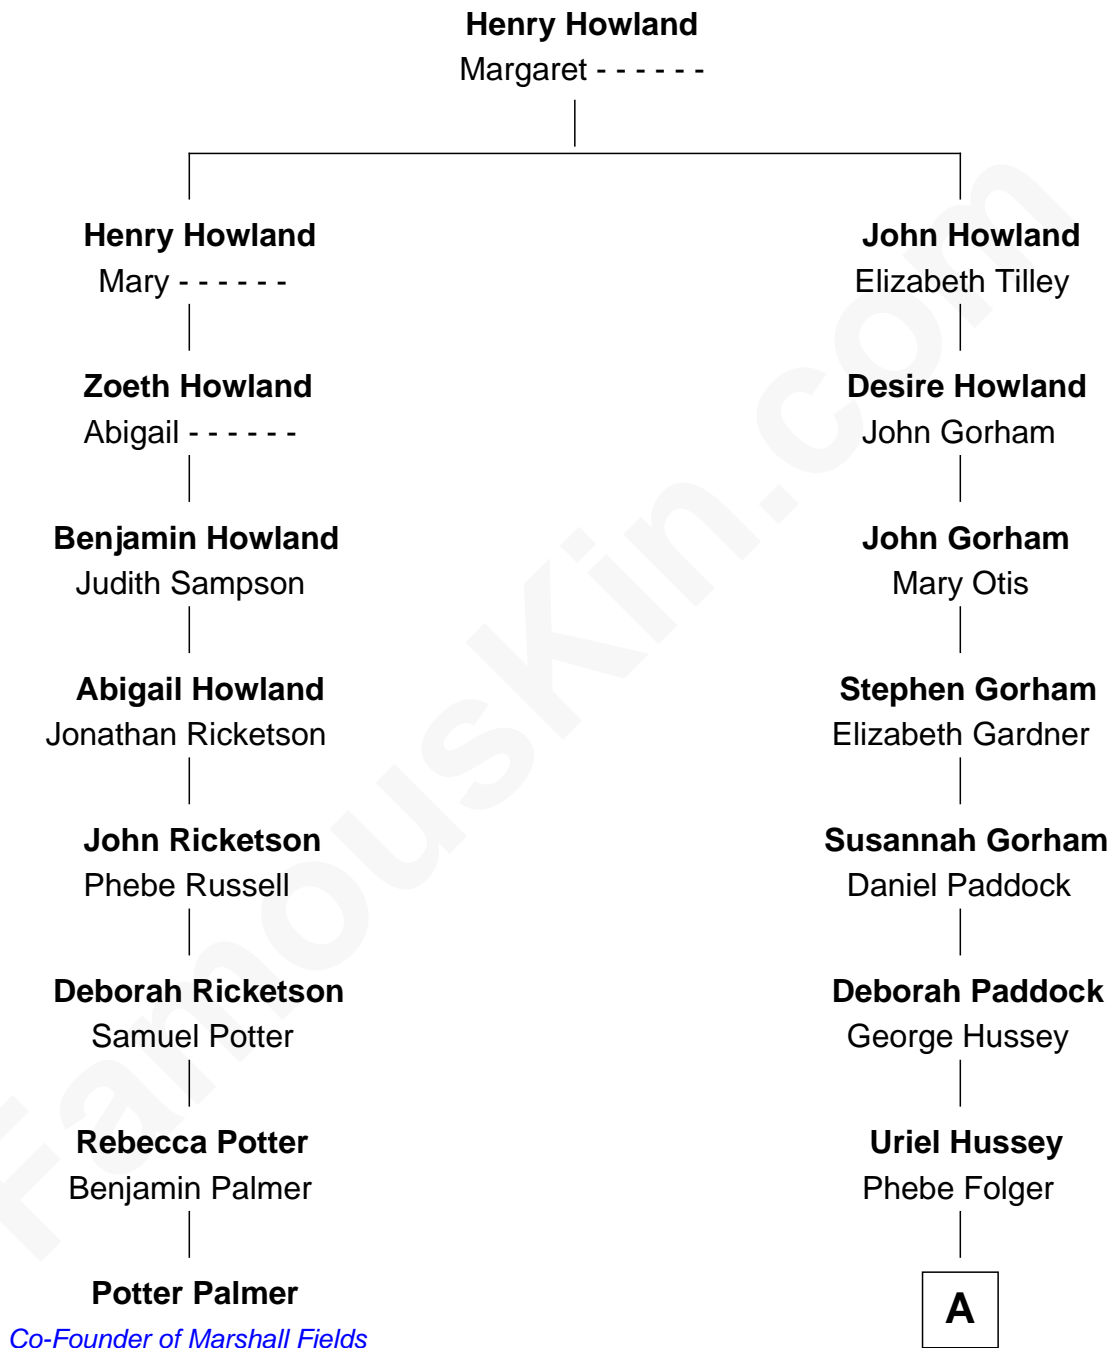 Henry Howland
Margaret - - - - - -
Henry Howland
Mary - - - - - -
John Howland
Elizabeth Tilley
Zoeth Howland
Abigail - - - - - -
Desire Howland
John Gorham
Benjamin Howland
Judith Sampson
John Gorham
Mary Otis
Abigail Howland
Jonathan Ricketson
Stephen Gorham
Elizabeth Gardner
John Ricketson
Phebe Russell
Susannah Gorham
Daniel Paddock
Deborah Ricketson
Samuel Potter
Deborah Paddock
George Hussey
Rebecca Potter
Benjamin Palmer
Uriel Hussey
Phebe Folger
Potter Palmer
Co-Founder of Marshall Fields
A
FamousKin.com